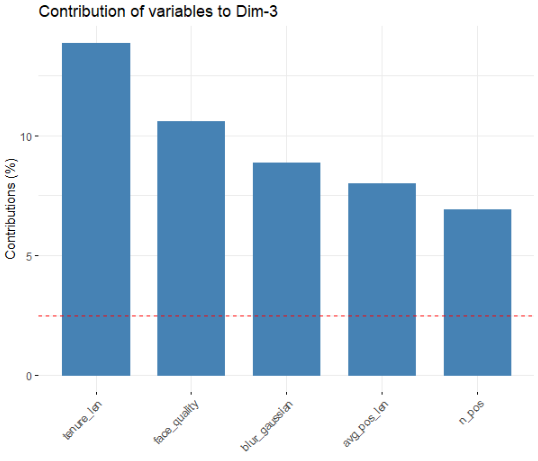 Contribution of variables to Dim-3
Contributions (%)
10
5
0
tenure_len
face_quality
blur_gaussian
avg_pos_len
n_pos